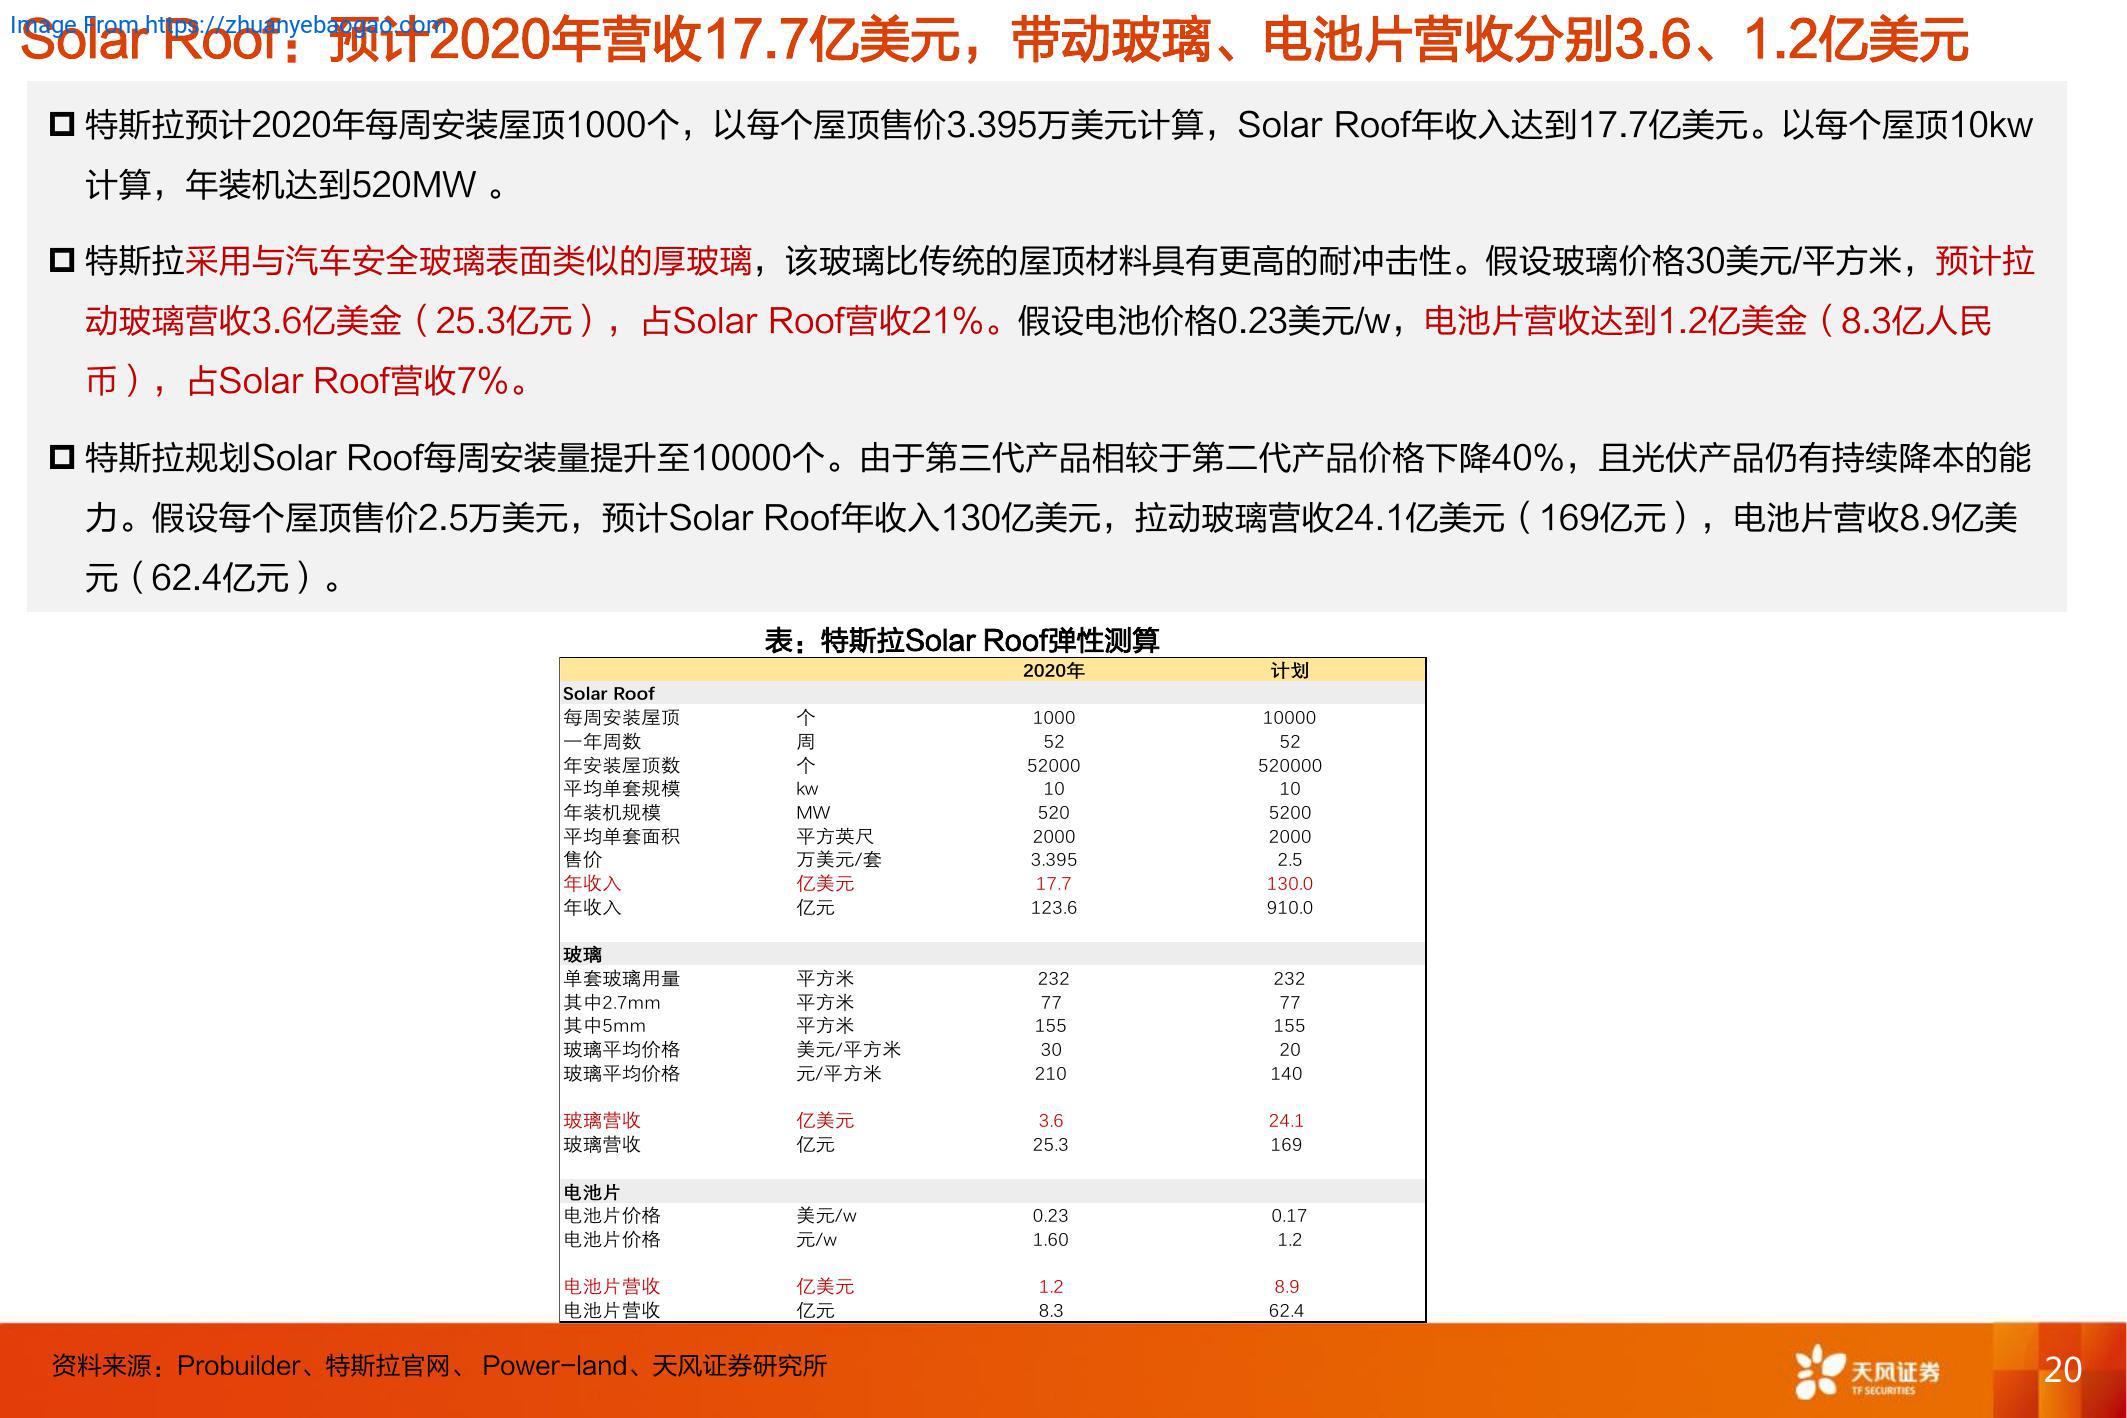 Image From https://zhuanyebaogao.com
Solar Roof：预计2020年营收17.7亿美元，带动玻璃、电池片营收分别3.6、1.2亿美元
特斯拉预计2020年每周安装屋顶1000个，以每个屋顶售价3.395万美元计算，Solar Roof年收入达到17.7亿美元。以每个屋顶10kw
计算，年装机达到520MW 。
特斯拉采用与汽车安全玻璃表面类似的厚玻璃，该玻璃比传统的屋顶材料具有更高的耐冲击性。假设玻璃价格30美元/平方米，预计拉
动玻璃营收3.6亿美金（25.3亿元），占Solar Roof营收21%。假设电池价格0.23美元/w，电池片营收达到1.2亿美金（8.3亿人民
币），占Solar Roof营收7%。
特斯拉规划Solar Roof每周安装量提升至10000个。由于第三代产品相较于第二代产品价格下降40%，且光伏产品仍有持续降本的能
力。假设每个屋顶售价2.5万美元，预计Solar Roof年收入130亿美元，拉动玻璃营收24.1亿美元（169亿元），电池片营收8.9亿美
元（62.4亿元）。
表：特斯拉Solar Roof弹性测算
2020年 计划
Solar Roof
每周安装屋顶 个 1000 10000
一年周数 周 52 52
年安装屋顶数 个 52000 520000
平均单套规模 kw 10 10
年装机规模 MW 520 5200
平均单套面积 平方英尺 2000 2000
售价 万美元/套 3.395 2.5
年收入 亿美元 17.7 130.0
年收入 亿元 123.6 910.0
玻璃
单套玻璃用量 平方米 232 232
其中2.7mm 平方米 77 77
其中5mm 平方米 155 155
玻璃平均价格 美元/平方米 30 20
玻璃平均价格 元/平方米 210 140
玻璃营收 亿美元 3.6 24.1
玻璃营收 亿元 25.3 169
电池片
电池片价格 美元/w 0.23 0.17
电池片价格 元/w 1.60 1.2
电池片营收 亿美元 1.2 8.9
电池片营收 亿元 8.3 62.4
资料来源：Probuilder、特斯拉官网、 Power-land、天风证券研究所
天风证券
TF SECURITIES
20